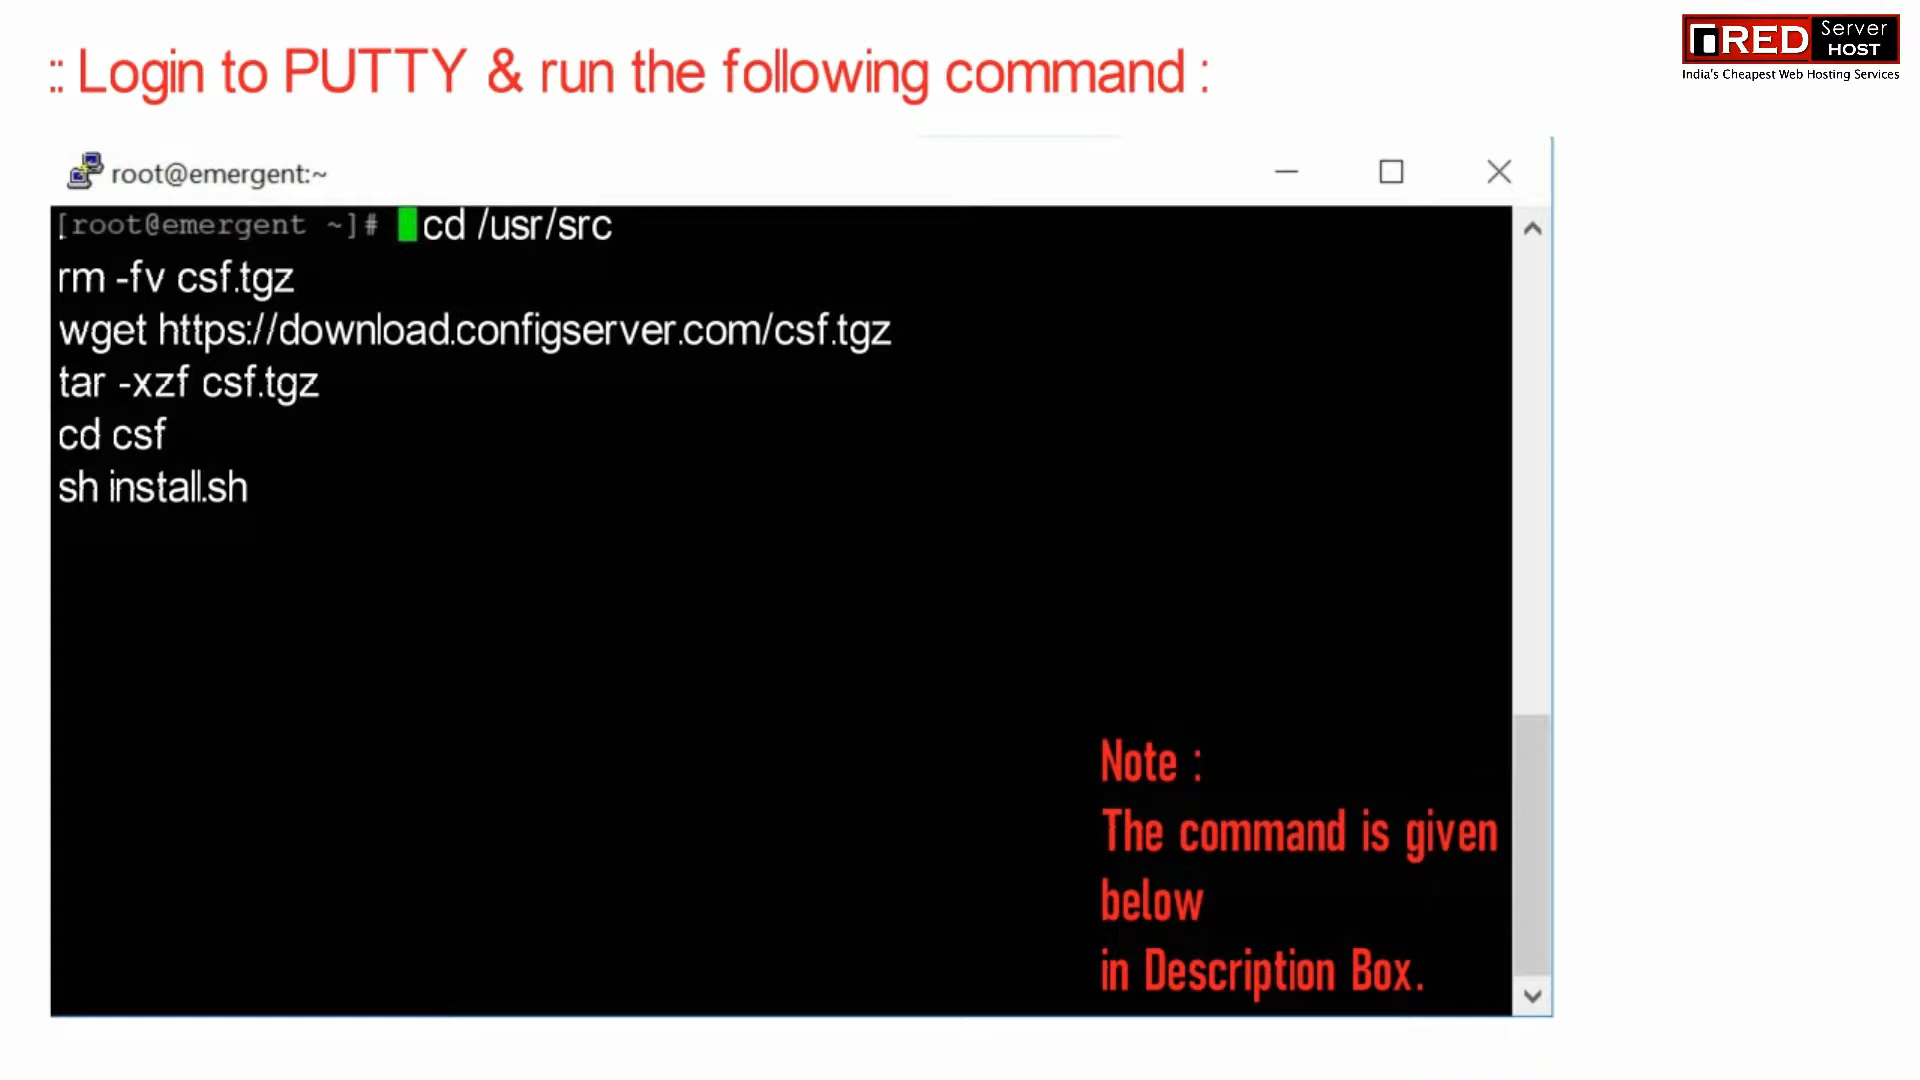 :: Login to PUTTY & run the following command :
RED Server HOST
India's Cheapest Web Hosting Services
root@emergent:~
[root@emergent ~]# cd /usr/src
rm -fv csf.tgz
wget https://download.configserver.com/csf.tgz
tar -xzf csf.tgz
cd csf
sh install.sh
Note :
The command is given
below
in Description Box.